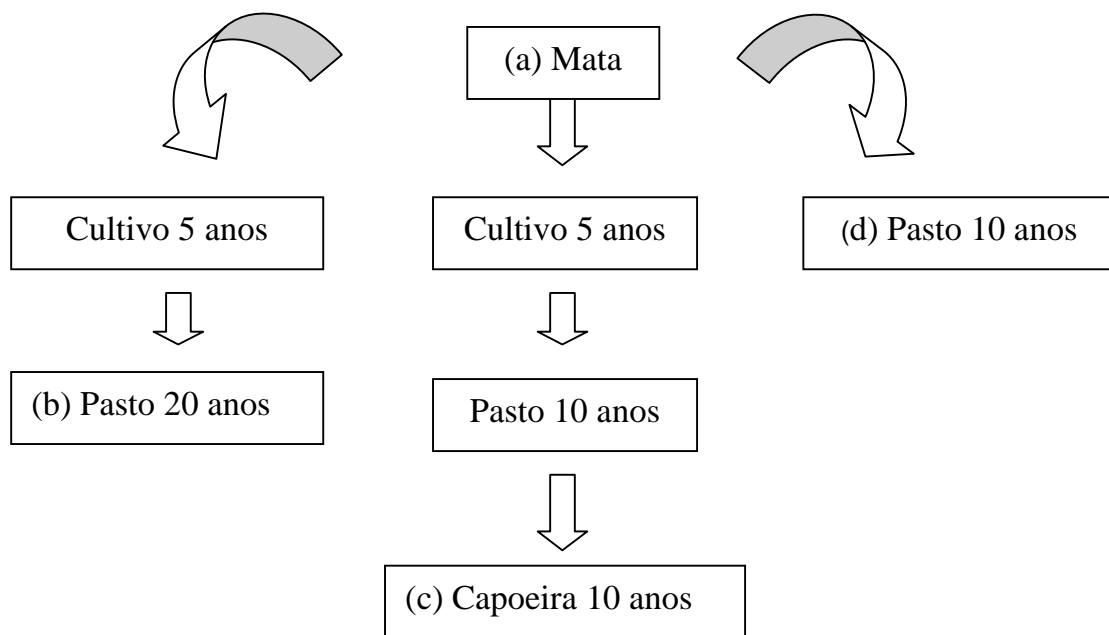 (a) Mata
Cultivo 5 anos
Cultivo 5 anos
(d) Pasto 10 anos
(b) Pasto 20 anos
Pasto 10 anos
(c) Capoeira 10 anos